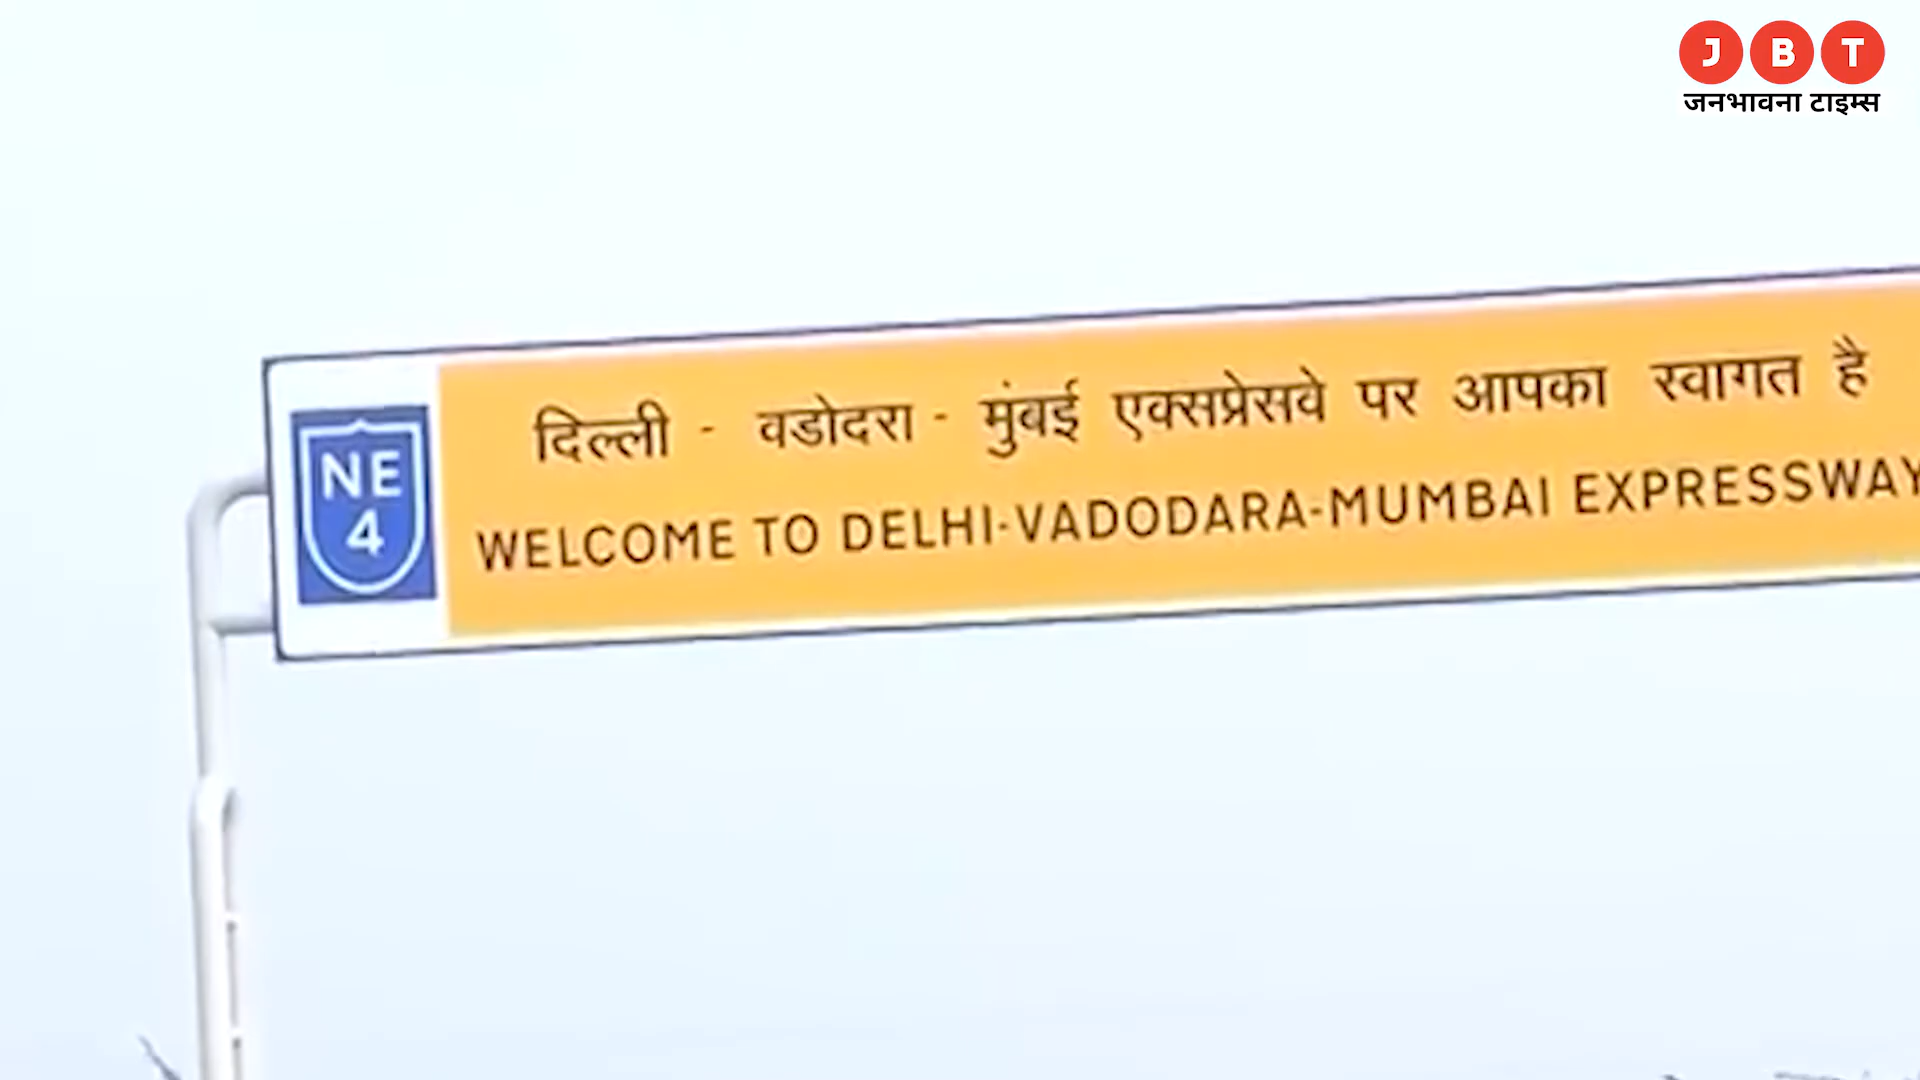 JBT
जनभावना टाइम्स
दिल्ली - वडोदरा - मुंबई एक्सप्रेसवे पर आपका स्वागत है
NE
4
WELCOME TO DELHI-VADODARA-MUMBAI EXPRESSWAY